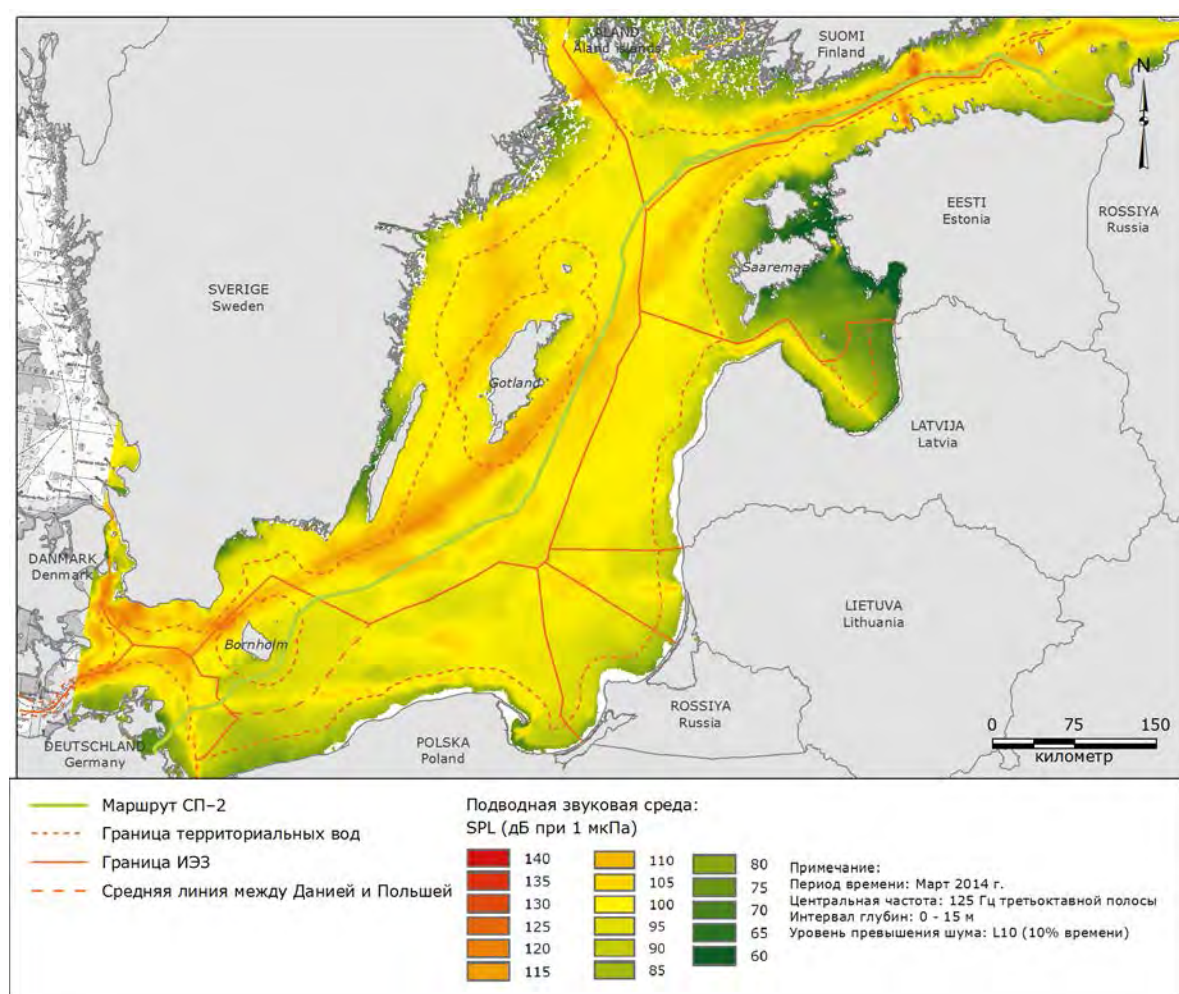 ÅLAND
Åland islands
SUOMI
Finland
N
EESTI
Estonia
ROSSIYA
Russia
SVERIGE
Sweden
Saaremaa
Gotland
LATVIJA
Latvia
DANMARK
Denmark
LIETUVA
Lithuania
Bornholm
ROSSIYA
Russia
DEUTSCHLAND
Germany
POLSKA
Poland
0 75 150
километр
Маршрут СП–2
Граница территориальных вод
Граница ИЭЗ
Средняя линия между Данией и Польшей
Подводная звуковая среда:
SPL (дБ при 1 мкПа)
140
135
130
125
120
115
110
105
100
95
90
85
80
75
70
65
60
Примечание:
Период времени: Март 2014 г.
Центральная частота: 125 Гц третьоктавной полосы
Интервал глубин: 0 - 15 м
Уровень превышения шума: L10 (10% времени)